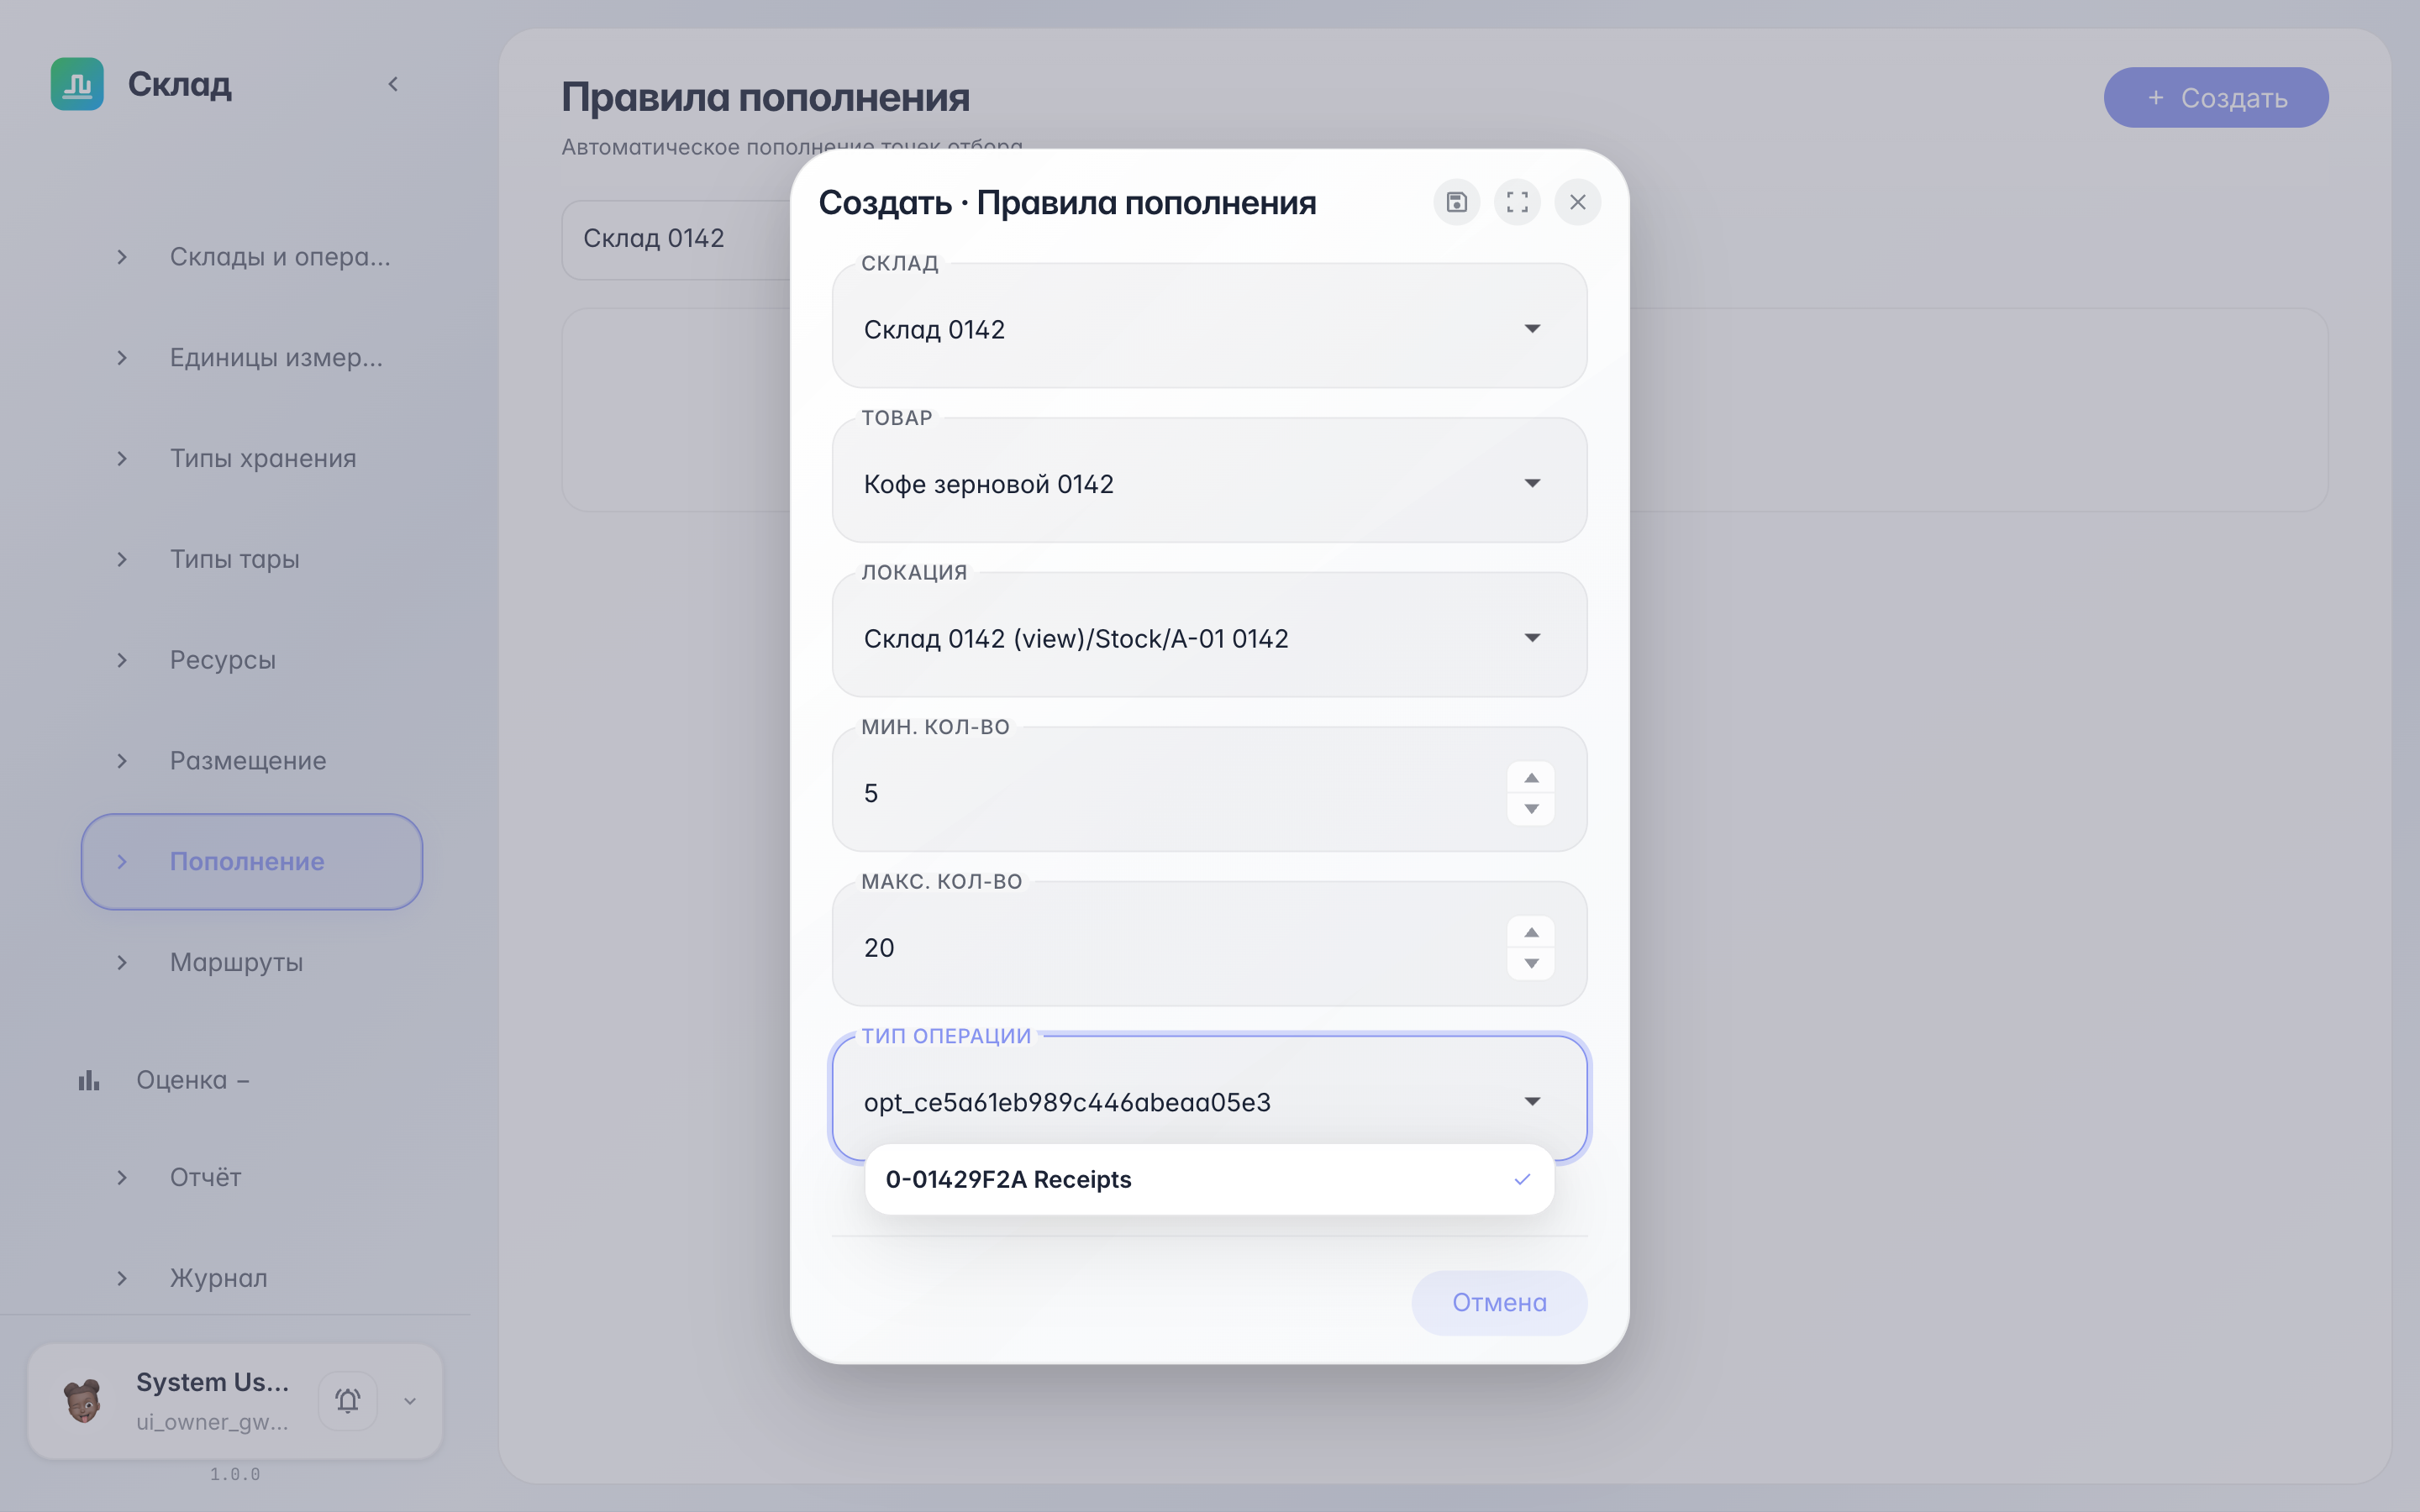 Склад
Склады и опера...
Единицы измер...
Типы хранения
Типы тары
Ресурсы
Размещение
Пополнение
Маршруты
Оценка –
Отчёт
Журнал
System Us...
ui_owner_gw...
1.0.0
Правила пополнения
+ Создать
Автоматическое пополнение точек отбора
Склад 0142
Создать · Правила пополнения
СКЛАД
Склад 0142
ТОВАР
Кофе зерновой 0142
ЛОКАЦИЯ
Склад 0142 (view)/Stock/A-01 0142
МИН. КОЛ-ВО
5
МАКС. КОЛ-ВО
20
ТИП ОПЕРАЦИИ
opt_ce5a61eb989c446abeaa05e3
0-01429F2A Receipts
Отмена